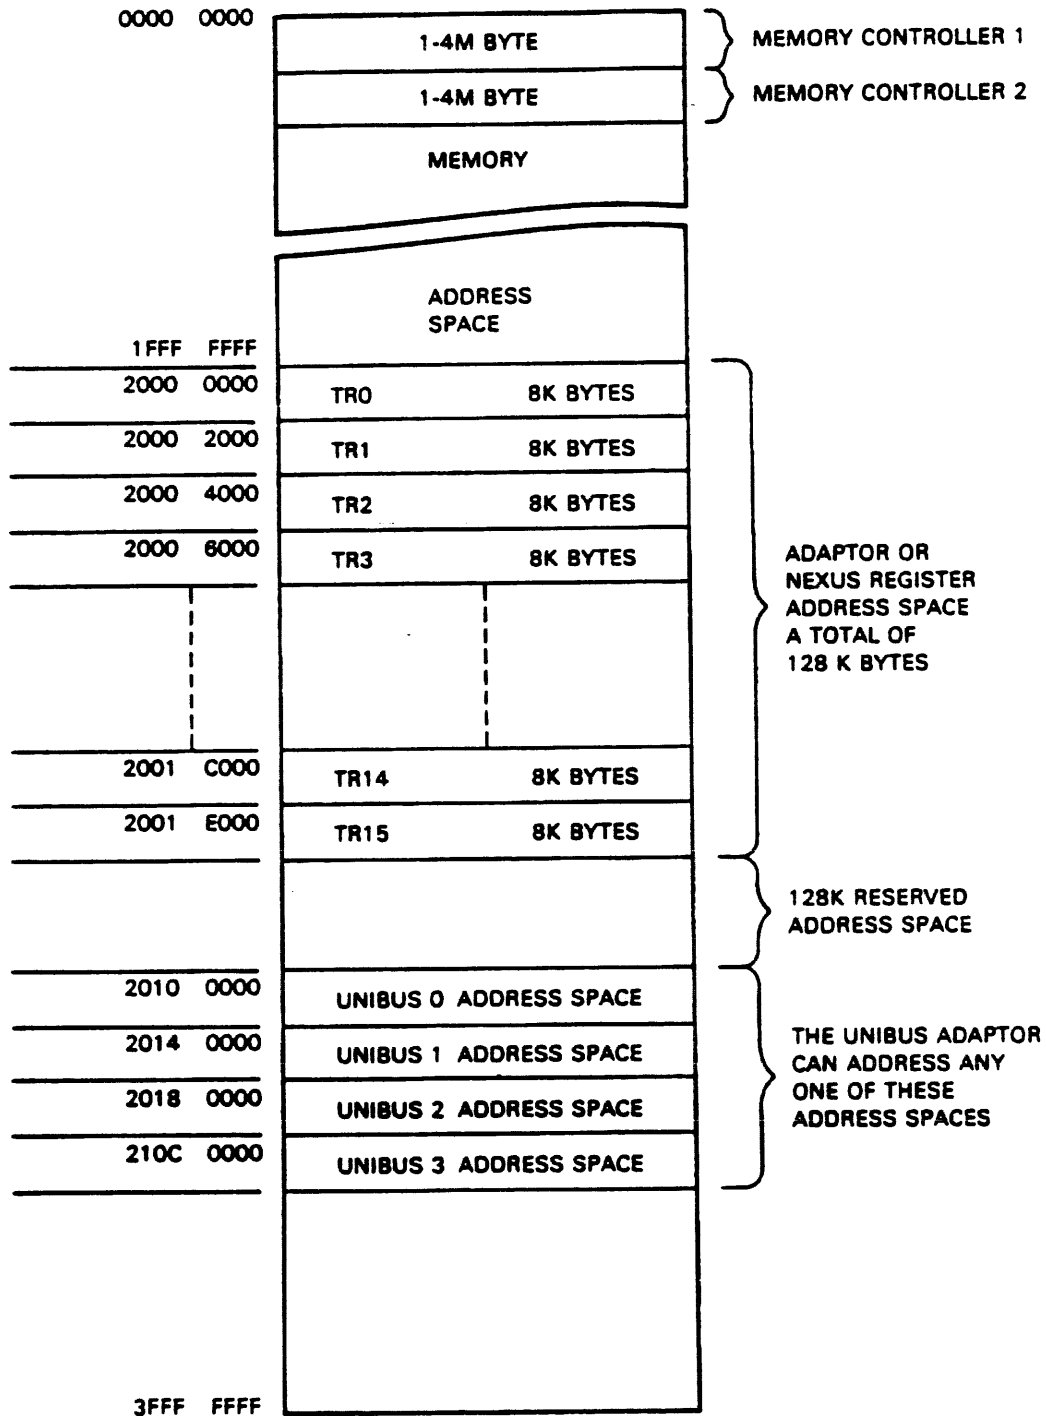 0000 0000
1-4M BYTE
MEMORY CONTROLLER 1
1-4M BYTE
MEMORY CONTROLLER 2
MEMORY
ADDRESS
SPACE
1FFF FFFF
2000 0000 TR0 8K BYTES
2000 2000 TR1 8K BYTES
2000 4000 TR2 8K BYTES
2000 6000 TR3 8K BYTES
ADAPTOR OR
NEXUS REGISTER
ADDRESS SPACE
A TOTAL OF
128 K BYTES
2001 C000 TR14 8K BYTES
2001 E000 TR15 8K BYTES
128K RESERVED
ADDRESS SPACE
2010 0000 UNIBUS 0 ADDRESS SPACE
2014 0000 UNIBUS 1 ADDRESS SPACE
2018 0000 UNIBUS 2 ADDRESS SPACE
210C 0000 UNIBUS 3 ADDRESS SPACE
THE UNIBUS ADAPTOR
CAN ADDRESS ANY
ONE OF THESE
ADDRESS SPACES
3FFF FFFF